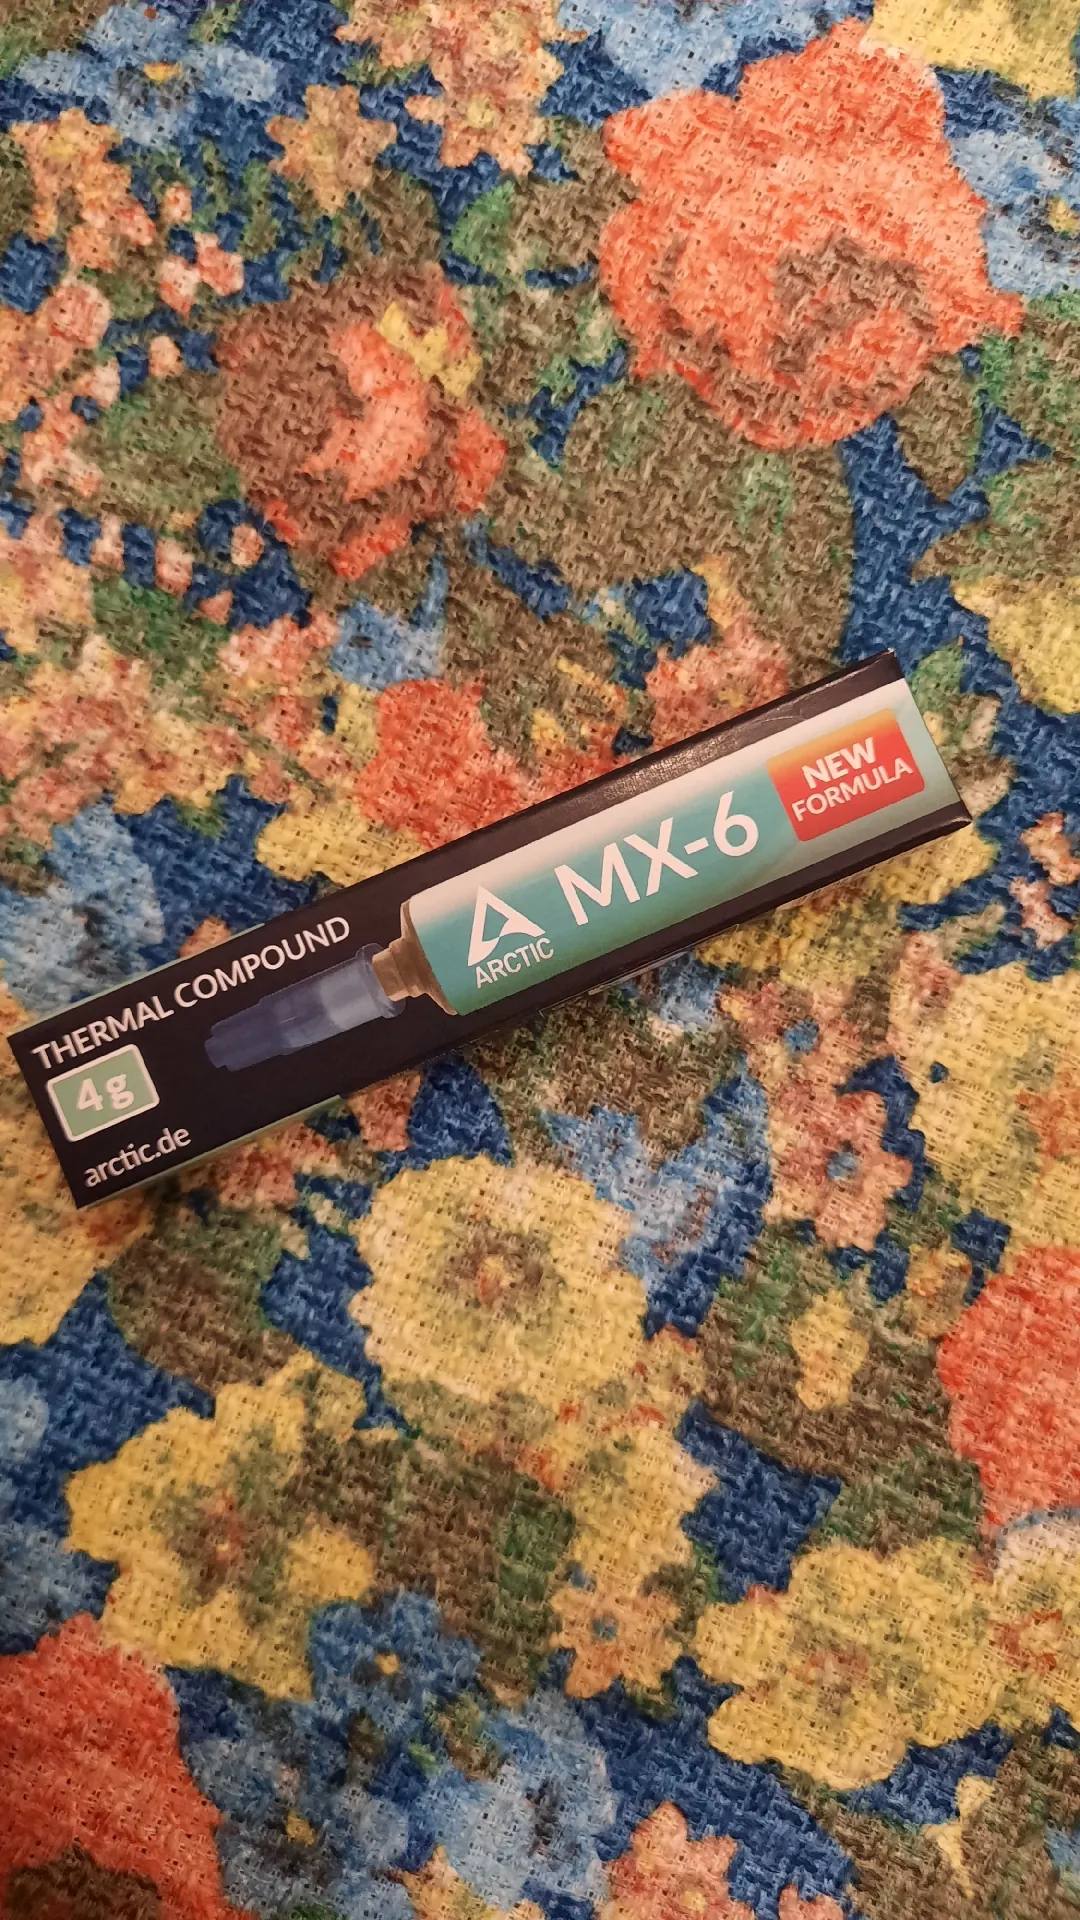 NEW
FORMULA
MX-6
ARCTIC
THERMAL COMPOUND
4g
arctic.de